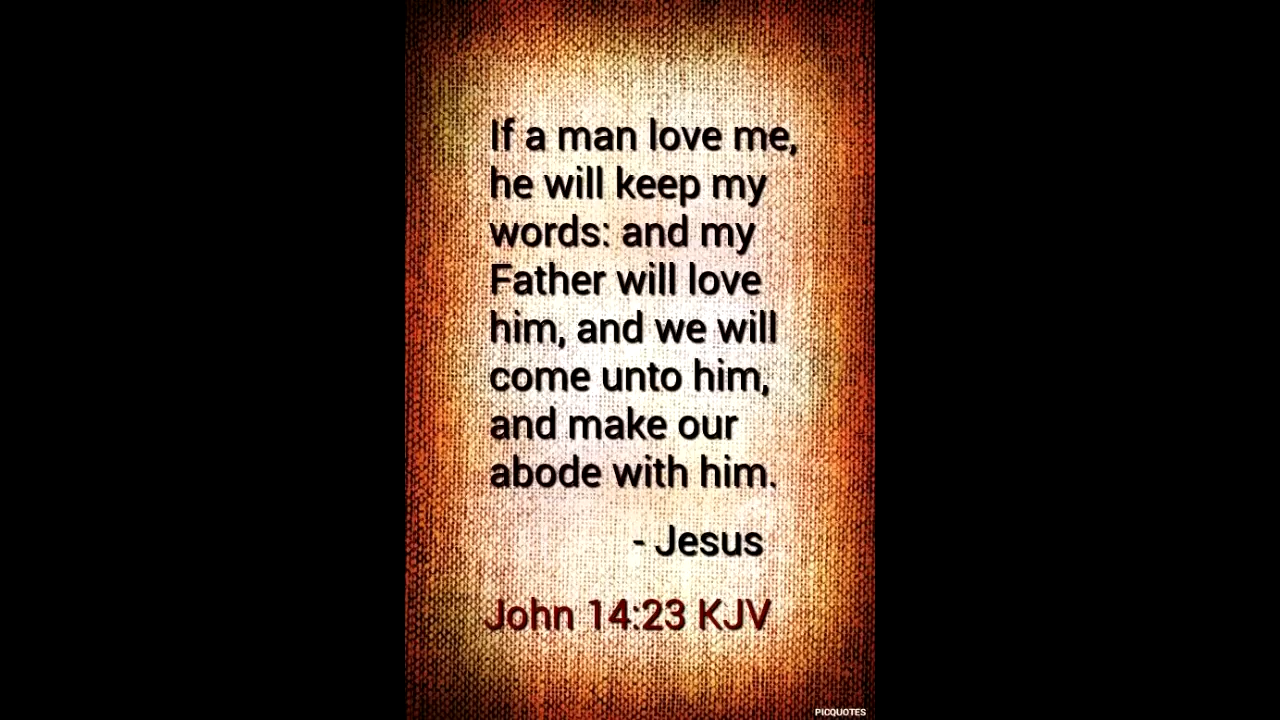 If a man love me,
he will keep my
words: and my
Father will love
him, and we will
come unto him,
and make our
abode with him.
- Jesus
John 14:23 KJV
PICQUOTES